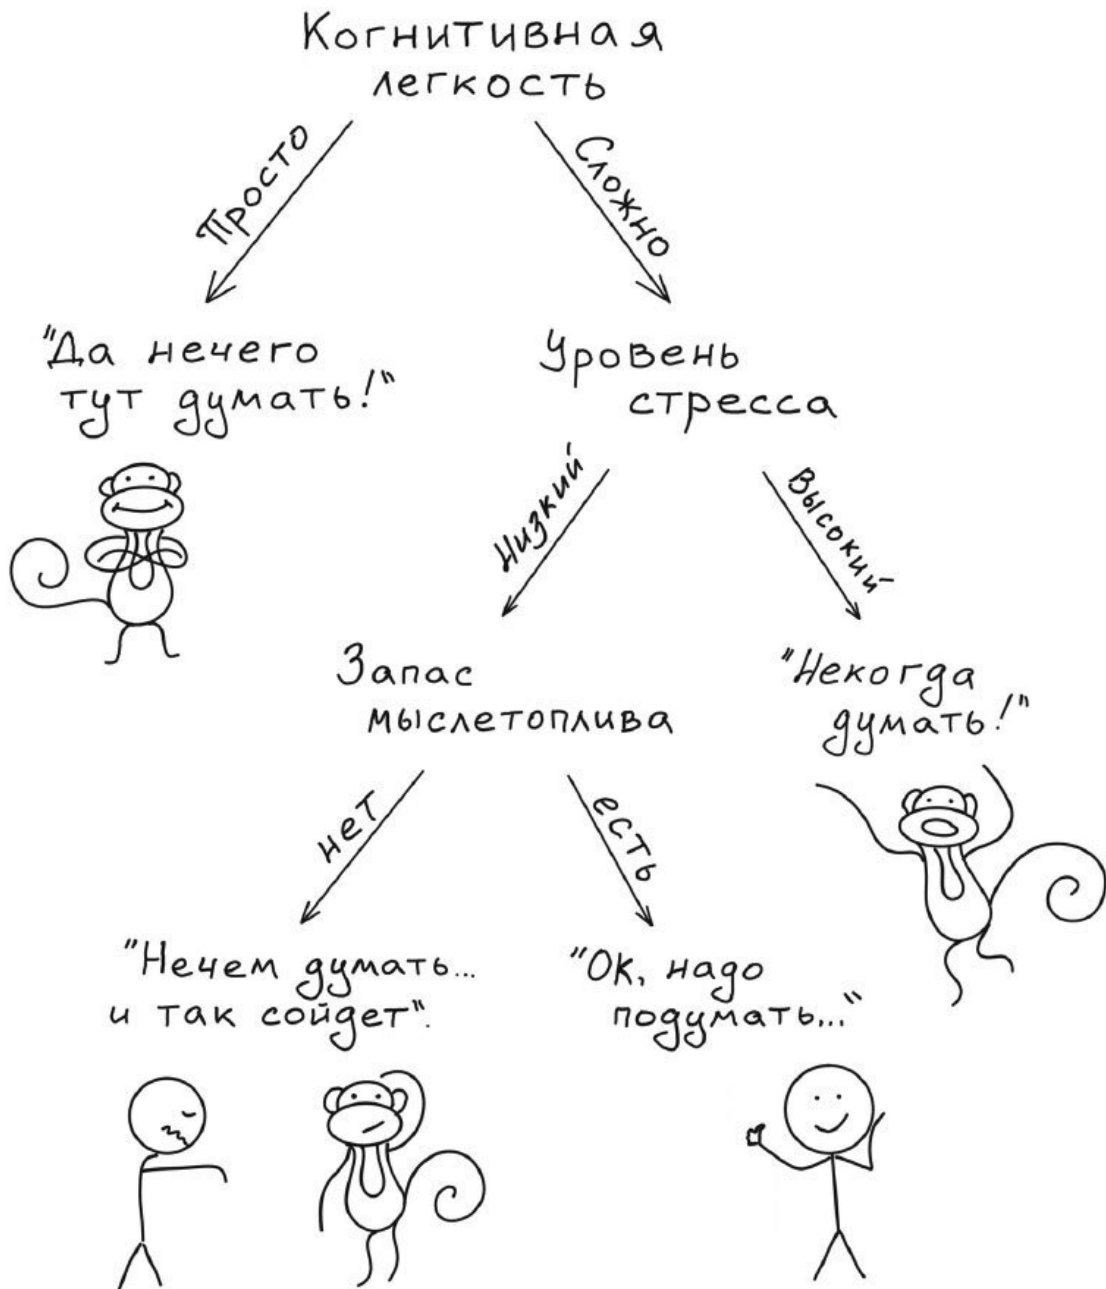 Когнитивная
легкость
Просто
Сложно
"Да нечего
тут думать!"
Уровень
стресса
Низкий
Высокий
Запас
мыслетоплива
"Некогда
думать!"
нет
есть
"Нечем думать...
и так сойдет".
"ОК, надо
подумать..."